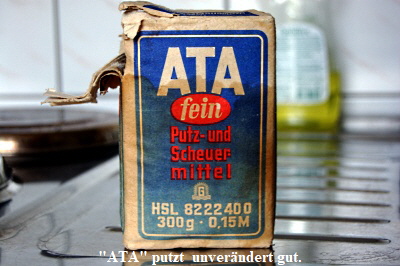 ATA
fein
Putz- und
Scheuer-
mittel
HSL 8222400
300g · 0,15M
"ATA" putzt unverändert gut.